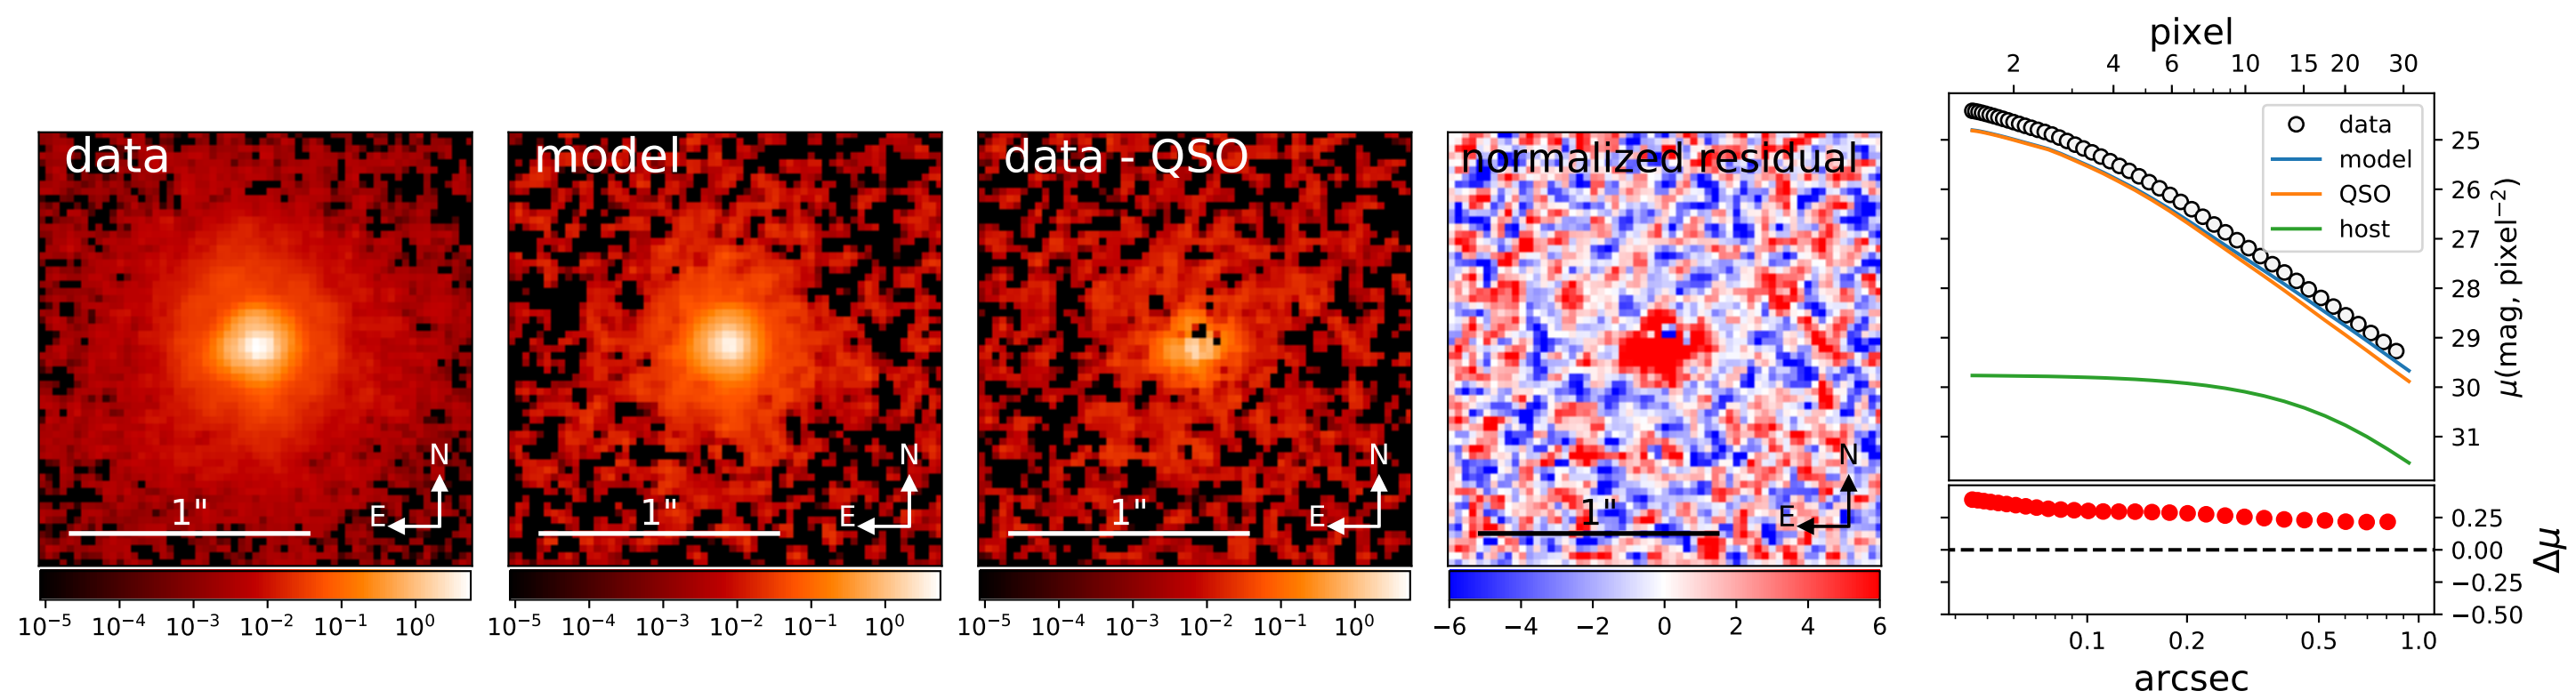 data
N
E
1"
10⁻⁵ 10⁻⁴ 10⁻³ 10⁻² 10⁻¹ 10⁰
model
N
E
1"
10⁻⁵ 10⁻⁴ 10⁻³ 10⁻² 10⁻¹ 10⁰
data - QSO
N
E
1"
10⁻⁵ 10⁻⁴ 10⁻³ 10⁻² 10⁻¹ 10⁰
normalized residual
N
E
1"
−6 −4 −2 0 2 4 6
pixel
2 4 6 10 15 20 30
data
model
QSO
host
25
26
27
28
29
30
31
μ(mag, pixel⁻²)
0.25
0.00
−0.25
−0.50
Δμ
0.1 0.2 0.5 1.0
arcsec